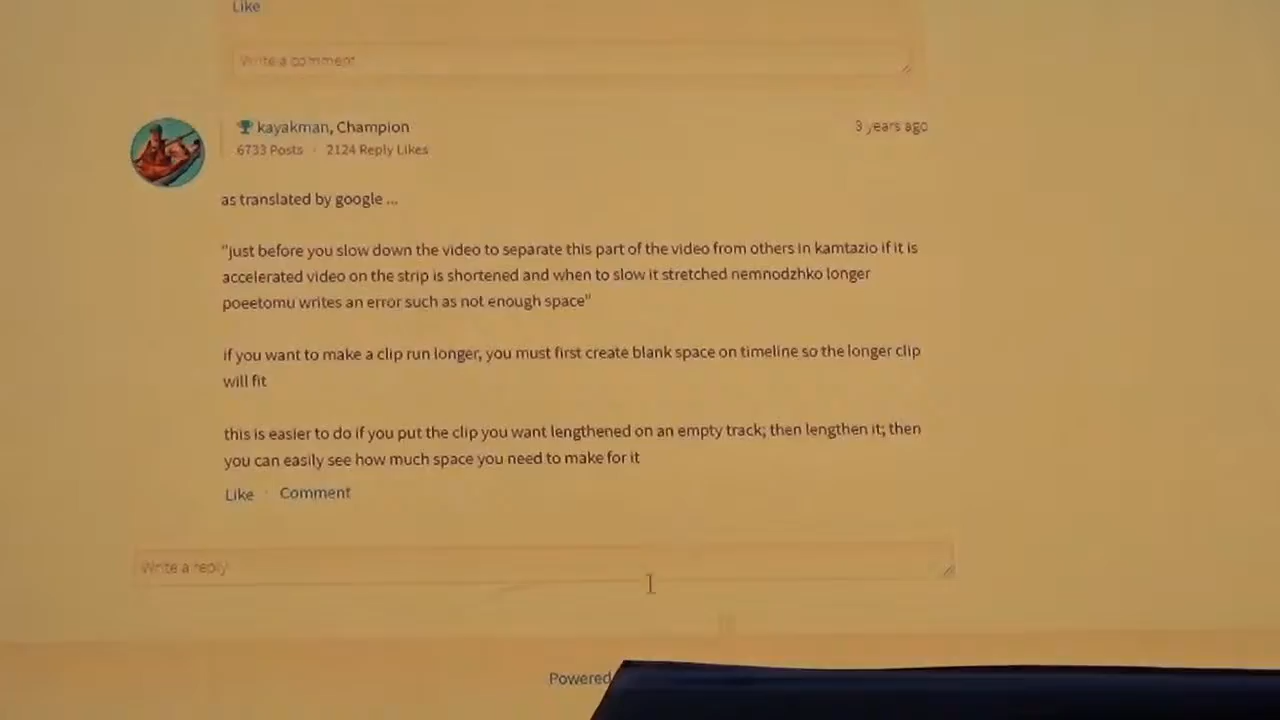 Like
Write a comment
kayakman, Champion
3 years ago
6733 Posts · 2124 Reply Likes
as translated by google ...
"just before you slow down the video to separate this part of the video from others in kamtazio if it is
accelerated video on the strip is shortened and when to slow it stretched nemnodzhko longer
poeetomu writes an error such as not enough space"
if you want to make a clip run longer, you must first create blank space on timeline so the longer clip
will fit
this is easier to do if you put the clip you want lengthened on an empty track; then lengthen it; then
you can easily see how much space you need to make for it
Like · Comment
Write a reply
Powered